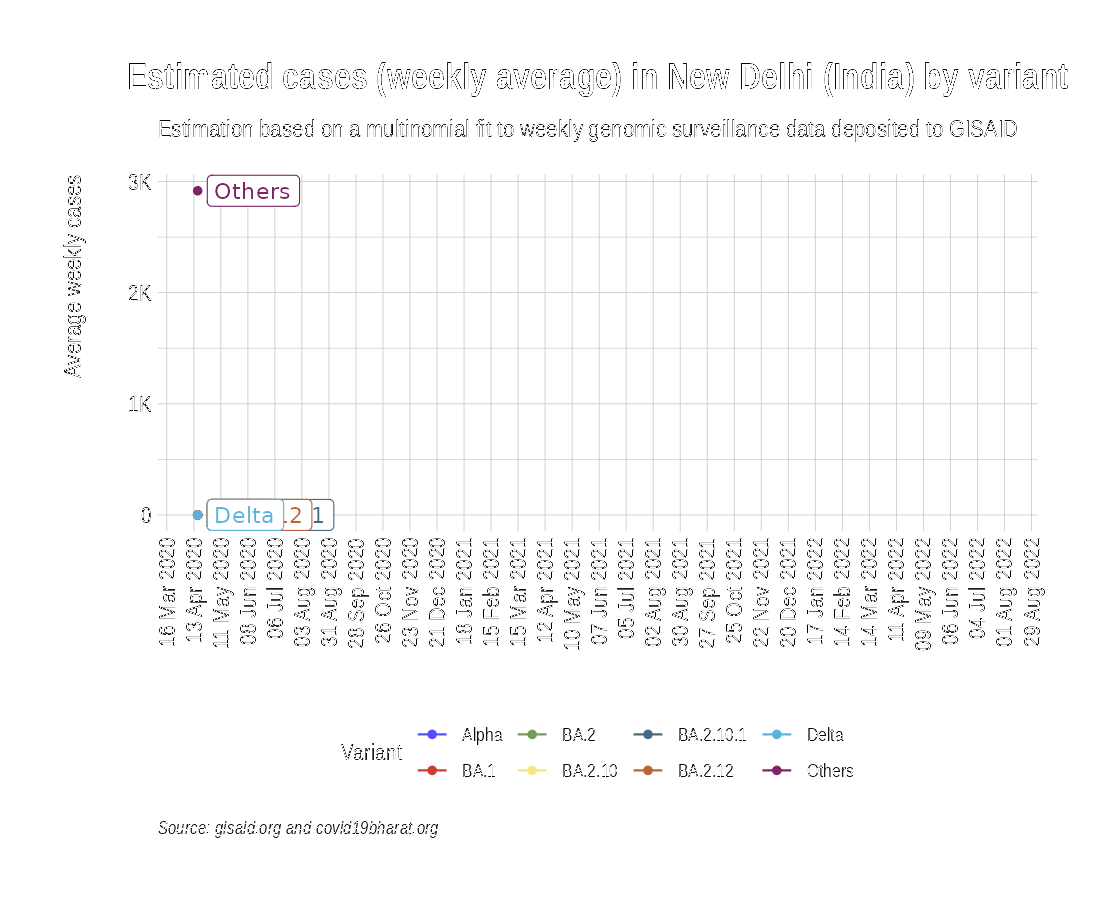 Estimated cases (weekly average) in New Delhi (India) by variant
Estimation based on a multinomial fit to weekly genomic surveillance data deposited to GISAID
Average weekly cases
3K
2K
1K
0
Others
Delta
.2
1
16 Mar 2020
13 Apr 2020
11 May 2020
08 Jun 2020
06 Jul 2020
03 Aug 2020
31 Aug 2020
28 Sep 2020
26 Oct 2020
23 Nov 2020
21 Dec 2020
18 Jan 2021
15 Feb 2021
15 Mar 2021
12 Apr 2021
10 May 2021
07 Jun 2021
05 Jul 2021
02 Aug 2021
30 Aug 2021
27 Sep 2021
25 Oct 2021
22 Nov 2021
20 Dec 2021
17 Jan 2022
14 Feb 2022
14 Mar 2022
11 Apr 2022
09 May 2022
06 Jun 2022
04 Jul 2022
01 Aug 2022
29 Aug 2022
Variant
Alpha BA.2 BA.2.10.1 Delta
BA.1 BA.2.10 BA.2.12 Others
Source: gisaid.org and covid19bharat.org